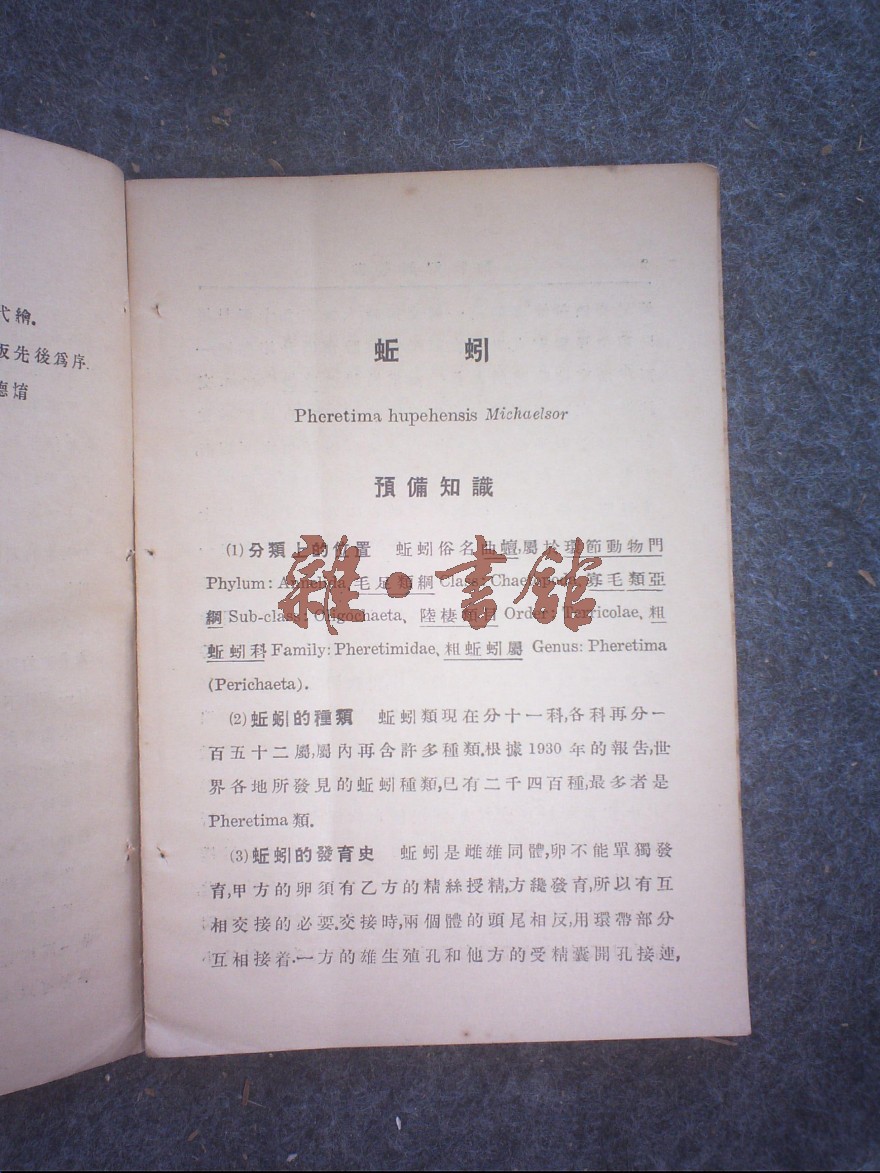 代繪.
先後爲序.
蚯 蚓
Pheretima hupehensis Michaelsor
預備知識
(1) 分類上的位置 蚯蚓俗名曲蟺,屬於環節動物門
Phylum: Annelida、毛足類綱 Class: Chaetopoda、寡毛類亞
綱 Sub-class: Oligochaeta、陸棲類目 Order: Terricolae、粗
蚯蚓科 Family: Pheretimidae、粗蚯蚓屬 Genus: Pheretima
(Perichaeta).
(2) 蚯蚓的種類 蚯蚓類現在分十一科,各科再分一
百五十二屬,屬內再含許多種類.根據 1930 年的報告,世
界各地所發見的蚯蚓種類,已有二千四百種,最多者是
Pheretima 類.
(3) 蚯蚓的發育史 蚯蚓是雌雄同體,卵不能單獨發
育,甲方的卵須有乙方的精絲授精,方纔發育,所以有互
相交接的必要.交接時,兩個體的頭尾相反,用環帶部分
互相接着.一方的雄生殖孔和他方的受精囊開孔接連,
雜·書館